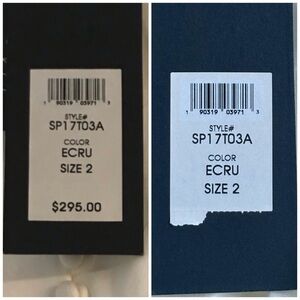 1 90319 03971 3
STYLE#
SP17T03A
COLOR
ECRU
SIZE 2
$295.00
1 90319 03971 3
STYLE#
SP17T03A
COLOR
ECRU
SIZE 2